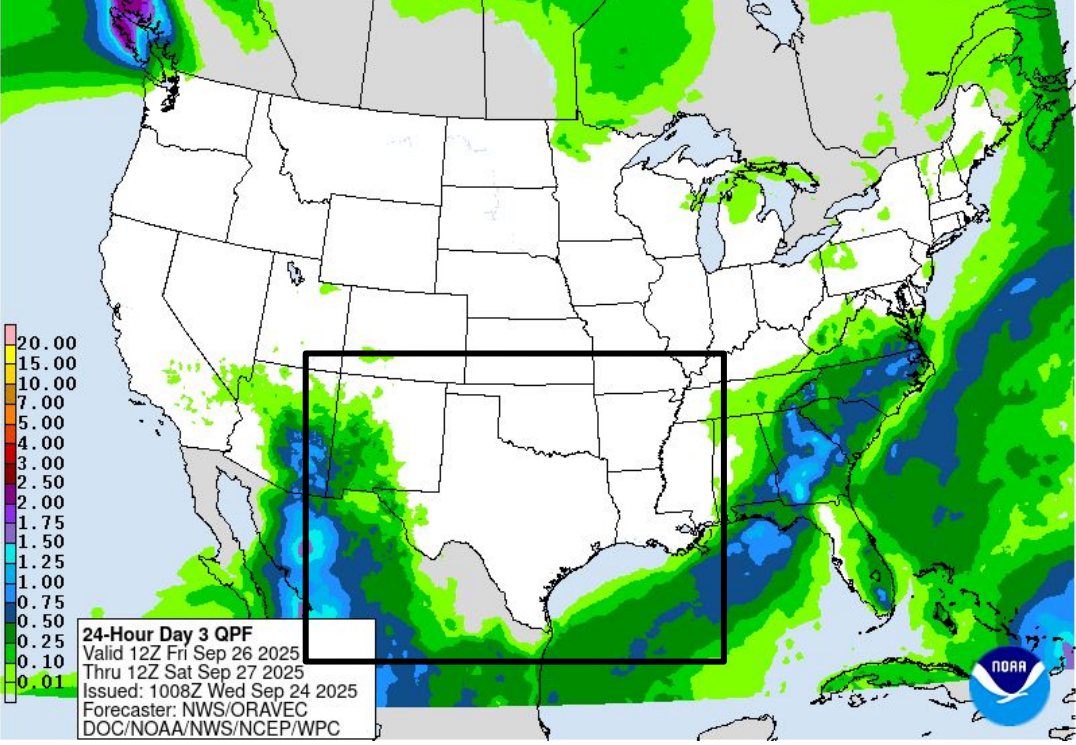 20.00
15.00
10.00
7.00
5.00
4.00
3.00
2.50
2.00
1.75
1.50
1.25
1.00
0.75
0.50
0.25
0.10
0.01
24-Hour Day 3 QPF
Valid 12Z Fri Sep 26 2025
Thru 12Z Sat Sep 27 2025
Issued: 1008Z Wed Sep 24 2025
Forecaster: NWS/ORAVEC
DOC/NOAA/NWS/NCEP/WPC
NOAA